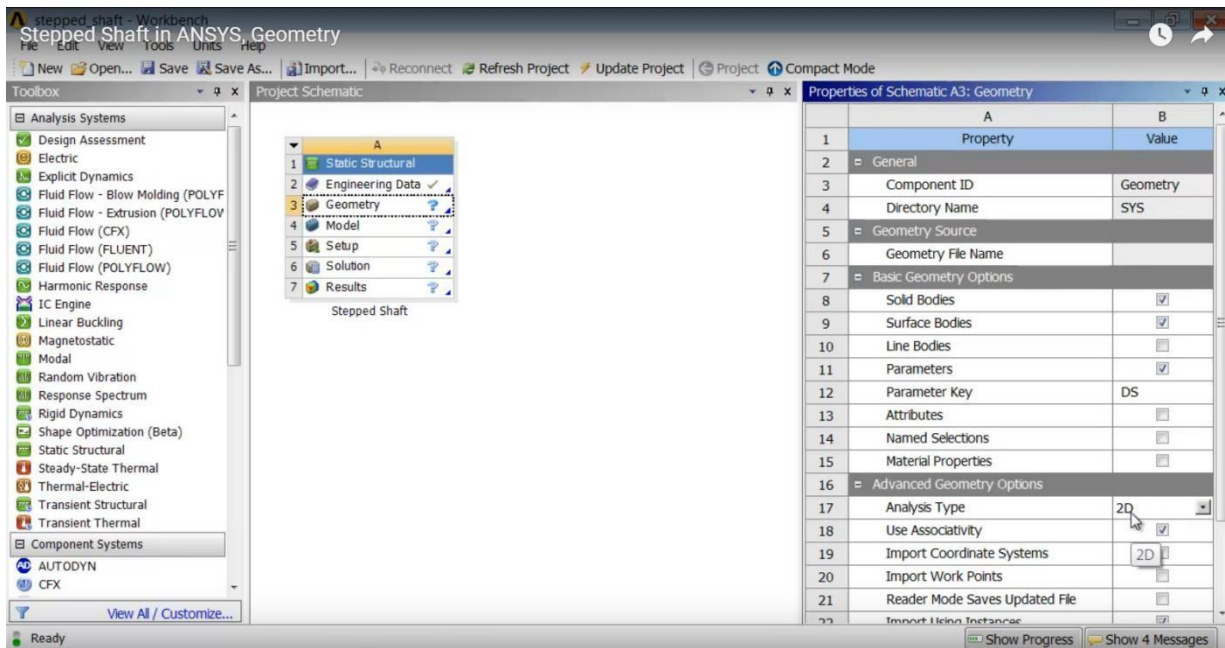 stepped_shaft - Workbench
Stepped Shaft in ANSYS, Geometry
File Edit View Tools Units Help
New Open... Save Save As... Import... Reconnect Refresh Project Update Project Project Compact Mode
Toolbox
Analysis Systems
Design Assessment
Electric
Explicit Dynamics
Fluid Flow - Blow Molding (POLYF
Fluid Flow - Extrusion (POLYFLOW
Fluid Flow (CFX)
Fluid Flow (FLUENT)
Fluid Flow (POLYFLOW)
Harmonic Response
IC Engine
Linear Buckling
Magnetostatic
Modal
Random Vibration
Response Spectrum
Rigid Dynamics
Shape Optimization (Beta)
Static Structural
Steady-State Thermal
Thermal-Electric
Transient Structural
Transient Thermal
Component Systems
AUTODYN
CFX
View All / Customize...
Project Schematic
A
1 Static Structural
2 Engineering Data
3 Geometry ?
4 Model ?
5 Setup ?
6 Solution ?
7 Results ?
Stepped Shaft
Properties of Schematic A3: Geometry
A B
1 Property Value
2 General
3 Component ID Geometry
4 Directory Name SYS
5 Geometry Source
6 Geometry File Name
7 Basic Geometry Options
8 Solid Bodies
9 Surface Bodies
10 Line Bodies
11 Parameters
12 Parameter Key DS
13 Attributes
14 Named Selections
15 Material Properties
16 Advanced Geometry Options
17 Analysis Type 2D
18 Use Associativity
19 Import Coordinate Systems 2D
20 Import Work Points
21 Reader Mode Saves Updated File
22 Import Using Instances
Ready Show Progress Show 4 Messages